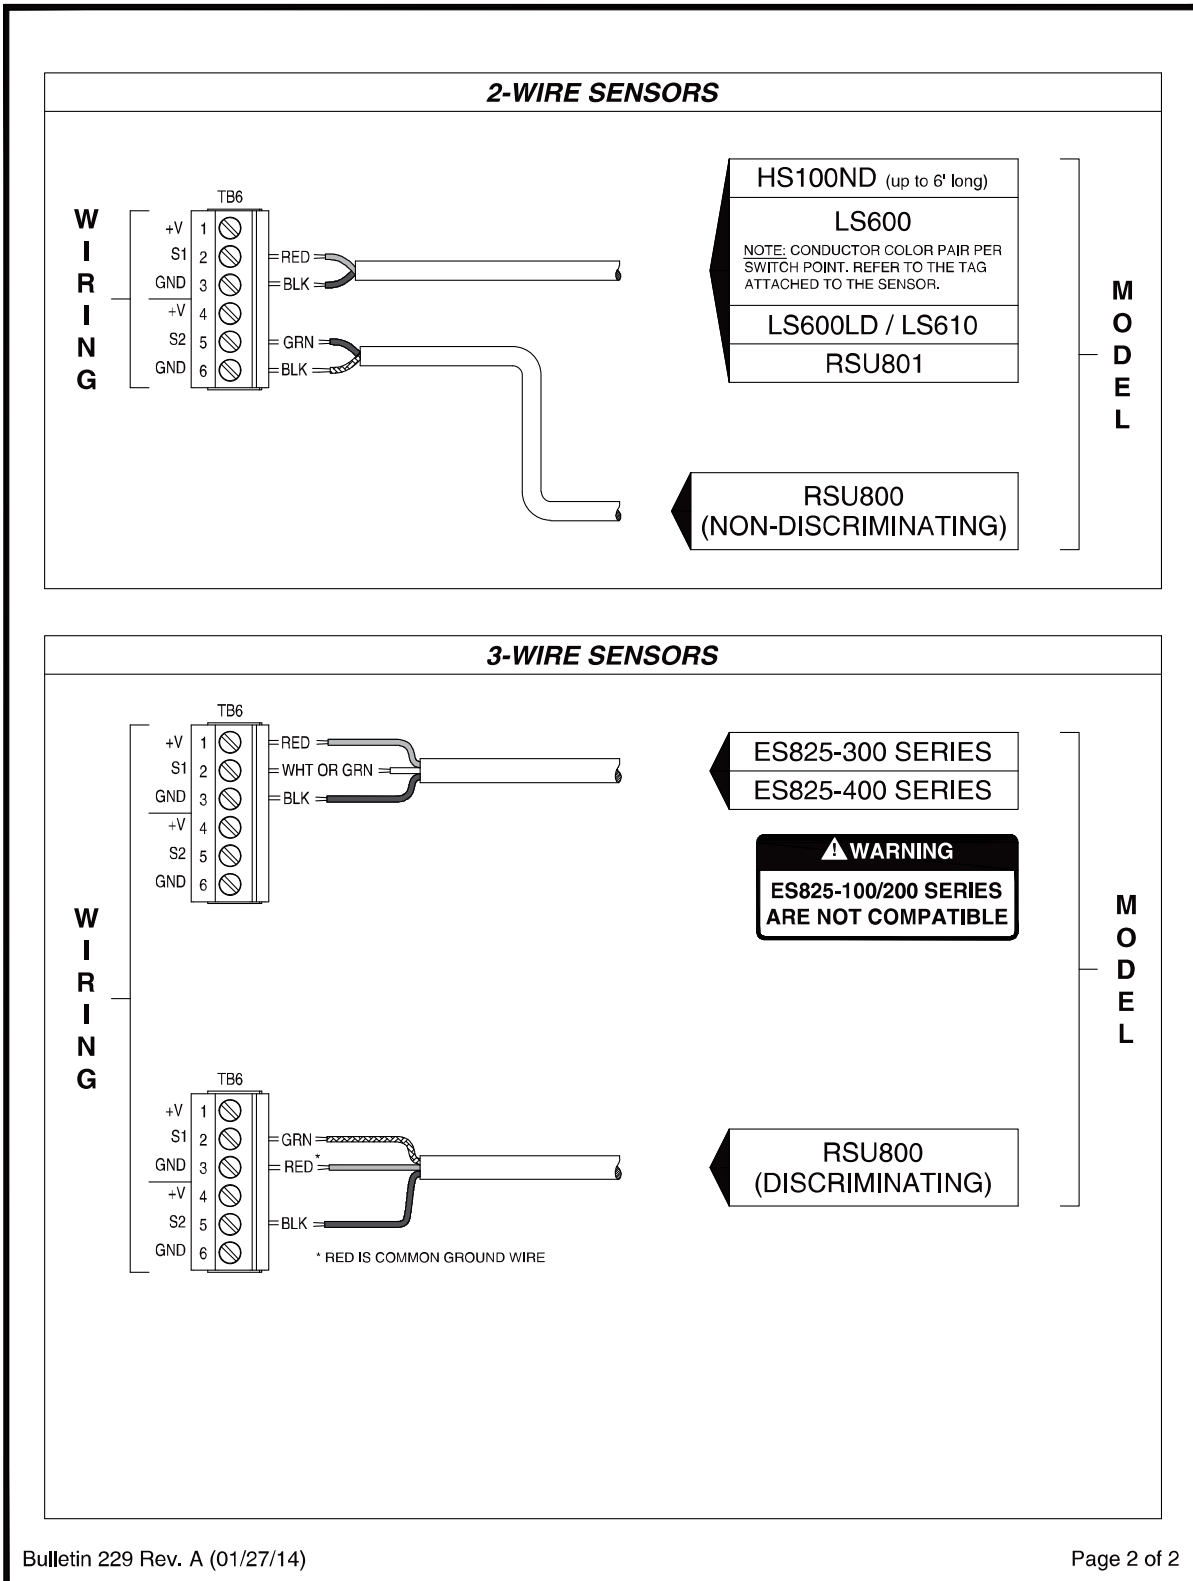 2-WIRE SENSORS
WIRING
TB6
+V 1
S1 2 RED
GND 3 BLK
+V 4
S2 5 GRN
GND 6 BLK
HS100ND (up to 6' long)
LS600
NOTE: CONDUCTOR COLOR PAIR PER
SWITCH POINT. REFER TO THE TAG
ATTACHED TO THE SENSOR.
LS600LD / LS610
RSU801
RSU800
(NON-DISCRIMINATING)
MODEL
3-WIRE SENSORS
WIRING
TB6
+V 1 RED
S1 2 WHT OR GRN
GND 3 BLK
+V 4
S2 5
GND 6
ES825-300 SERIES
ES825-400 SERIES
WARNING
ES825-100/200 SERIES
ARE NOT COMPATIBLE
MODEL
TB6
+V 1
S1 2 GRN
GND 3 RED*
+V 4
S2 5 BLK
GND 6
* RED IS COMMON GROUND WIRE
RSU800
(DISCRIMINATING)
Bulletin 229 Rev. A (01/27/14)
Page 2 of 2